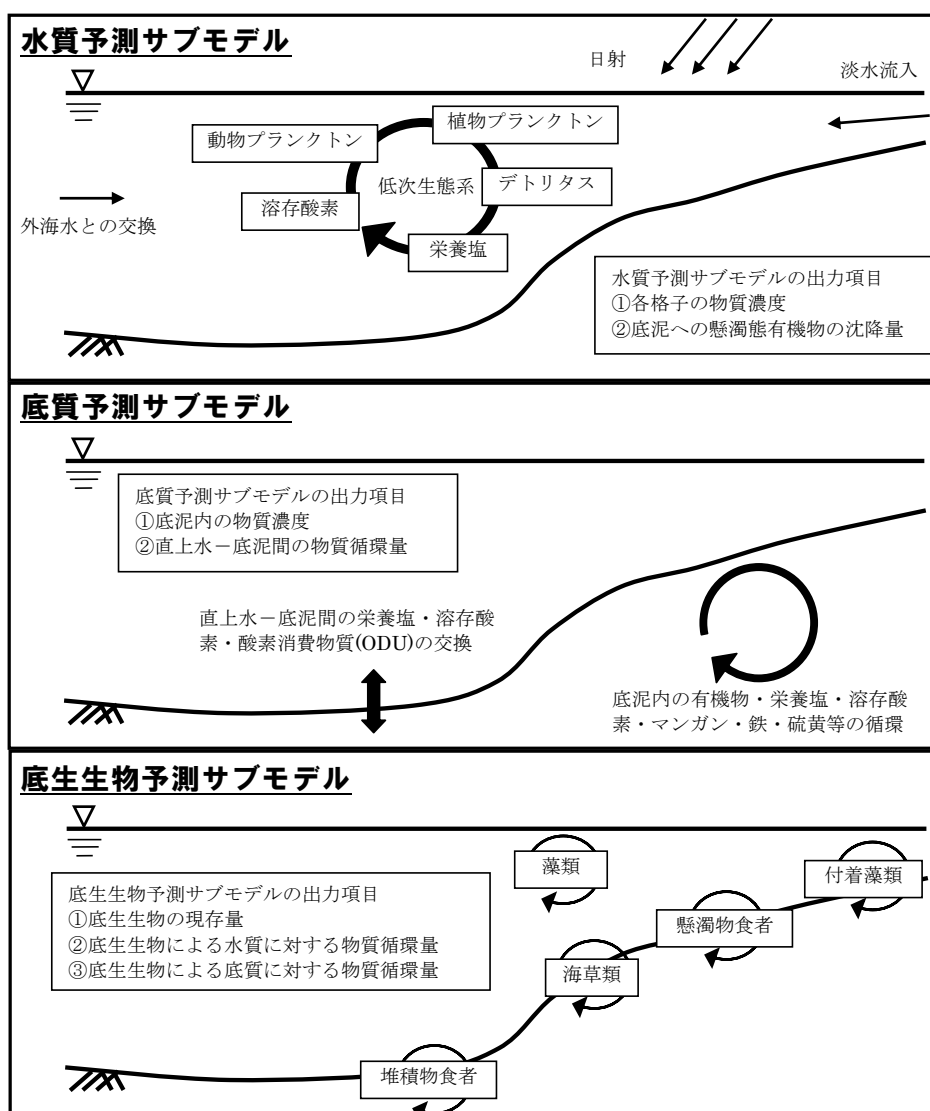 水質予測サブモデル
日射
淡水流入
植物プランクトン
動物プランクトン
低次生態系
デトリタス
溶存酸素
外海水との交換
栄養塩
水質予測サブモデルの出力項目
①各格子の物質濃度
②底泥への懸濁態有機物の沈降量
底質予測サブモデル
底質予測サブモデルの出力項目
①底泥内の物質濃度
②直上水－底泥間の物質循環量
直上水－底泥間の栄養塩・溶存酸
素・酸素消費物質(ODU)の交換
底泥内の有機物・栄養塩・溶存酸
素・マンガン・鉄・硫黄等の循環
底生生物予測サブモデル
藻類
付着藻類
底生生物予測サブモデルの出力項目
①底生生物の現存量
②底生生物による水質に対する物質循環量
③底生生物による底質に対する物質循環量
懸濁物食者
海草類
堆積物食者